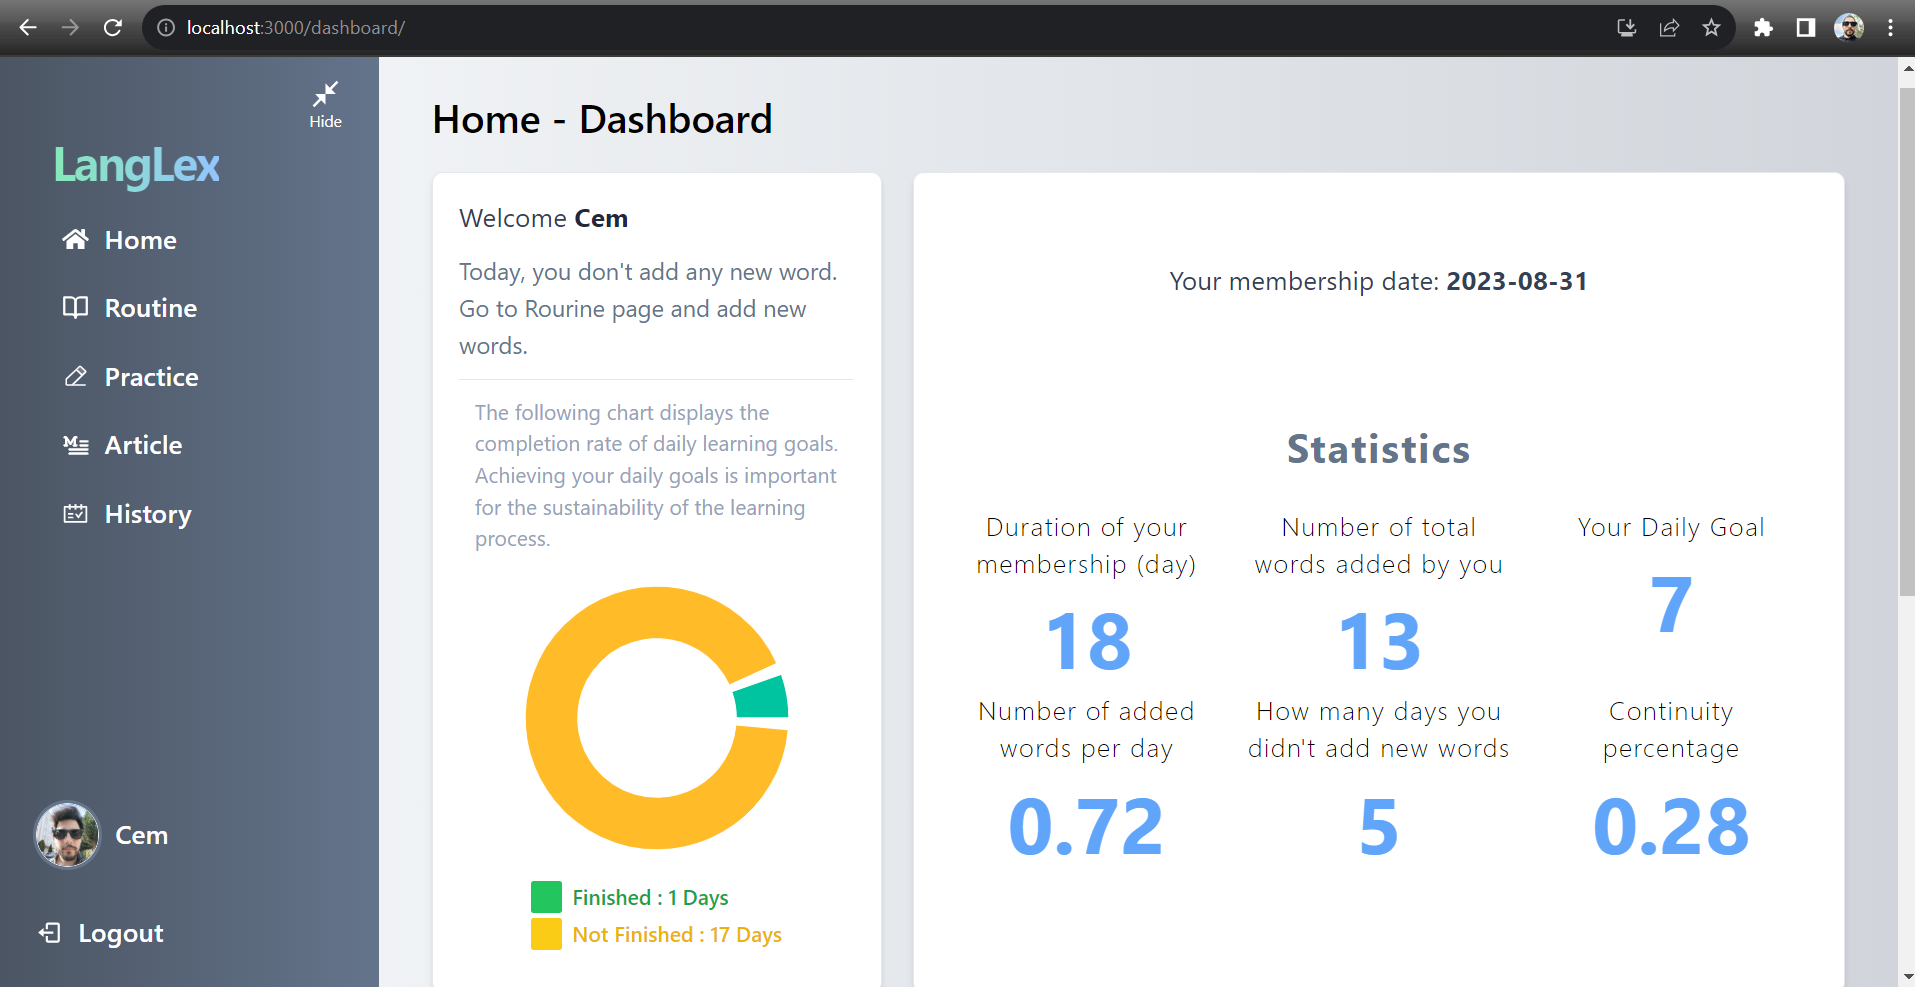 localhost:3000/dashboard/
Hide
LangLex
Home
Routine
Practice
Article
History
Cem
Logout
Home - Dashboard
Welcome Cem
Today, you don't add any new word.
Go to Rourine page and add new
words.
The following chart displays the
completion rate of daily learning goals.
Achieving your daily goals is important
for the sustainability of the learning
process.
Finished : 1 Days
Not Finished : 17 Days
Your membership date: 2023-08-31
Statistics
Duration of your
membership (day)
18
Number of total
words added by you
13
Your Daily Goal
7
Number of added
words per day
0.72
How many days you
didn't add new words
5
Continuity
percentage
0.28